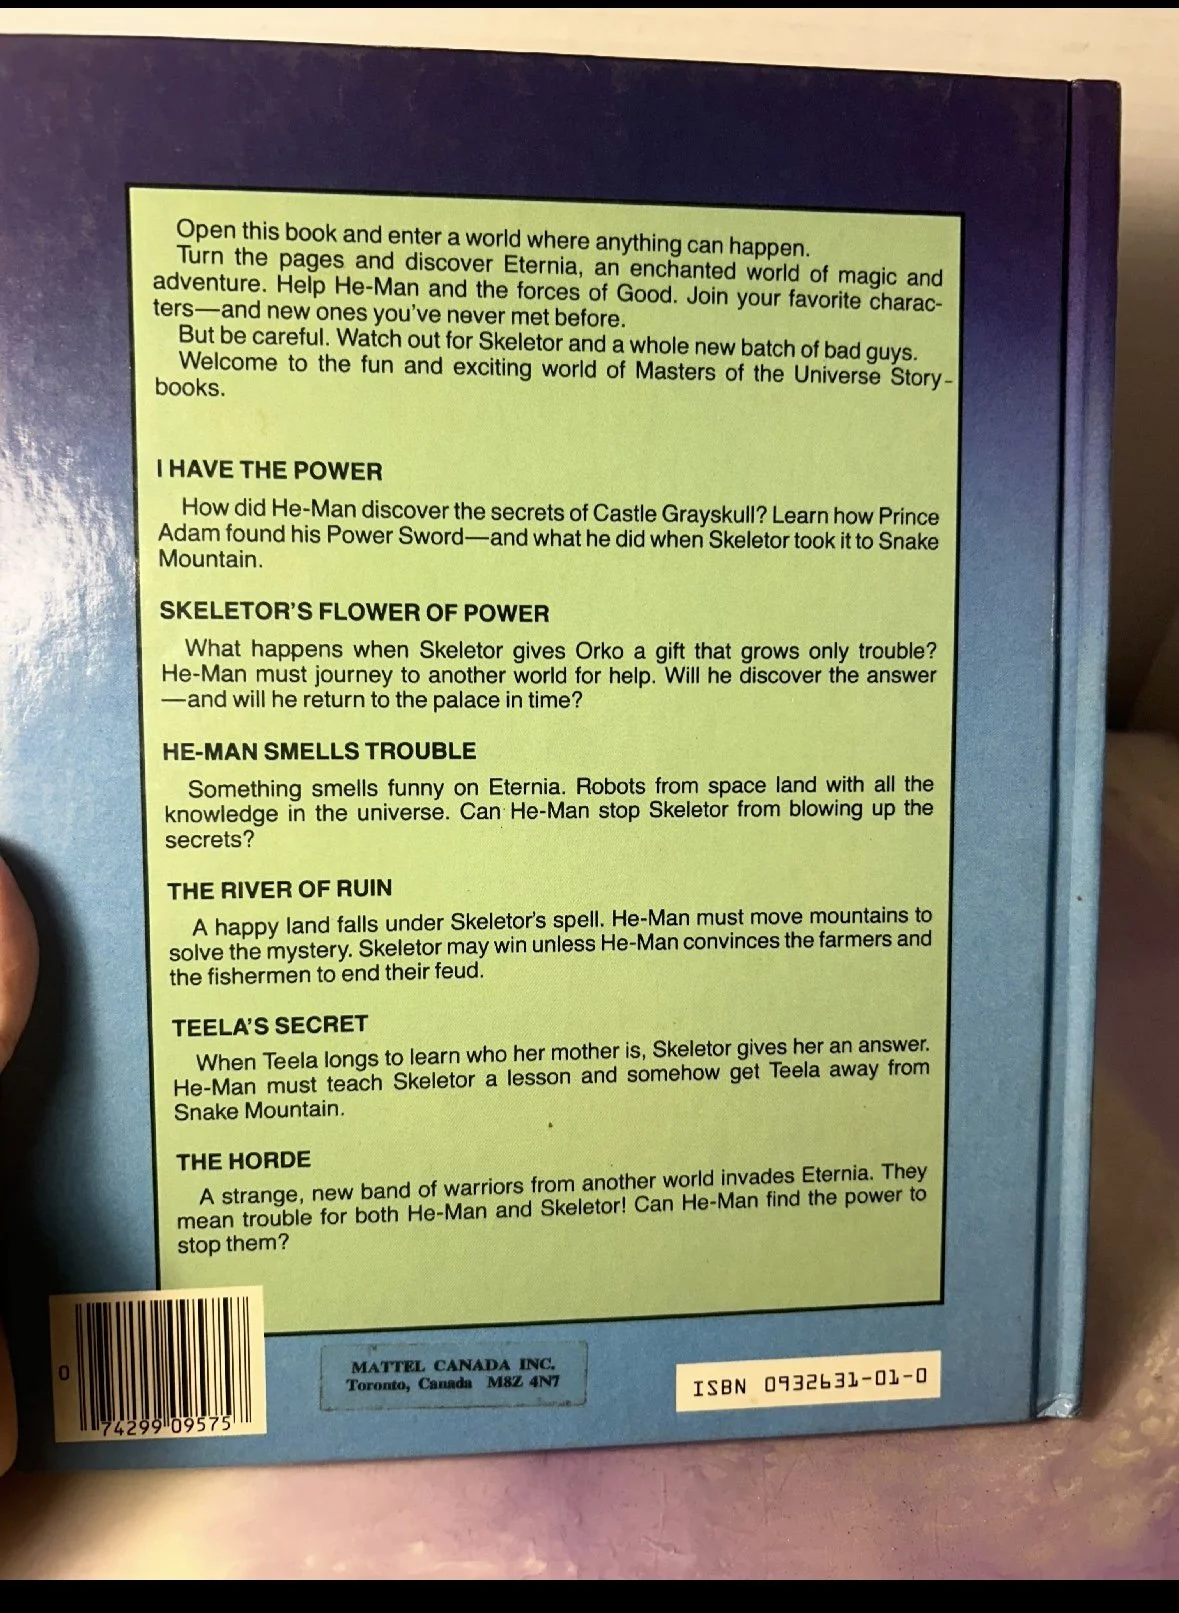 Open this book and enter a world where anything can happen.
Turn the pages and discover Eternia, an enchanted world of magic and
adventure. Help He-Man and the forces of Good. Join your favorite charac-
ters—and new ones you've never met before.
But be careful. Watch out for Skeletor and a whole new batch of bad guys.
Welcome to the fun and exciting world of Masters of the Universe Story-
books.
I HAVE THE POWER
How did He-Man discover the secrets of Castle Grayskull? Learn how Prince
Adam found his Power Sword—and what he did when Skeletor took it to Snake
Mountain.
SKELETOR'S FLOWER OF POWER
What happens when Skeletor gives Orko a gift that grows only trouble?
He-Man must journey to another world for help. Will he discover the answer
—and will he return to the palace in time?
HE-MAN SMELLS TROUBLE
Something smells funny on Eternia. Robots from space land with all the
knowledge in the universe. Can He-Man stop Skeletor from blowing up the
secrets?
THE RIVER OF RUIN
A happy land falls under Skeletor's spell. He-Man must move mountains to
solve the mystery. Skeletor may win unless He-Man convinces the farmers and
the fishermen to end their feud.
TEELA'S SECRET
When Teela longs to learn who her mother is, Skeletor gives her an answer.
He-Man must teach Skeletor a lesson and somehow get Teela away from
Snake Mountain.
THE HORDE
A strange, new band of warriors from another world invades Eternia. They
mean trouble for both He-Man and Skeletor! Can He-Man find the power to
stop them?
0 74299 09575
MATTEL CANADA INC.
Toronto, Canada M8Z 4N7
ISBN 0932631-01-0